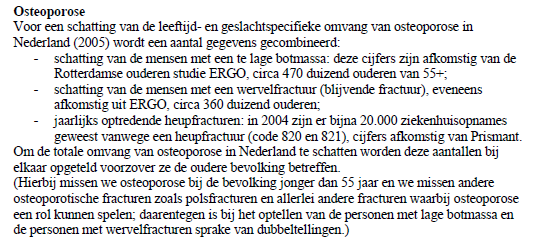 Osteoporose
Voor een schatting van de leeftijd- en geslachtspecifieke omvang van osteoporose in
Nederland (2005) wordt een aantal gegevens gecombineerd:
- schatting van de mensen met een te lage botmassa: deze cijfers zijn afkomstig van de
Rotterdamse ouderen studie ERGO, circa 470 duizend ouderen van 55+;
- schatting van de mensen met een wervelfractuur (blijvende fractuur), eveneens
afkomstig uit ERGO, circa 360 duizend ouderen;
- jaarlijks optredende heupfracturen: in 2004 zijn er bijna 20.000 ziekenhuisopnames
geweest vanwege een heupfractuur (code 820 en 821), cijfers afkomstig van Prismant.
Om de totale omvang van osteoporose in Nederland te schatten worden deze aantallen bij
elkaar opgeteld voorzover ze de oudere bevolking betreffen.
(Hierbij missen we osteoporose bij de bevolking jonger dan 55 jaar en we missen andere
osteoporotische fracturen zoals polsfracturen en allerlei andere fracturen waarbij osteoporose
een rol kunnen spelen; daarentegen is bij het optellen van de personen met lage botmassa en
de personen met wervelfracturen sprake van dubbeltellingen.)